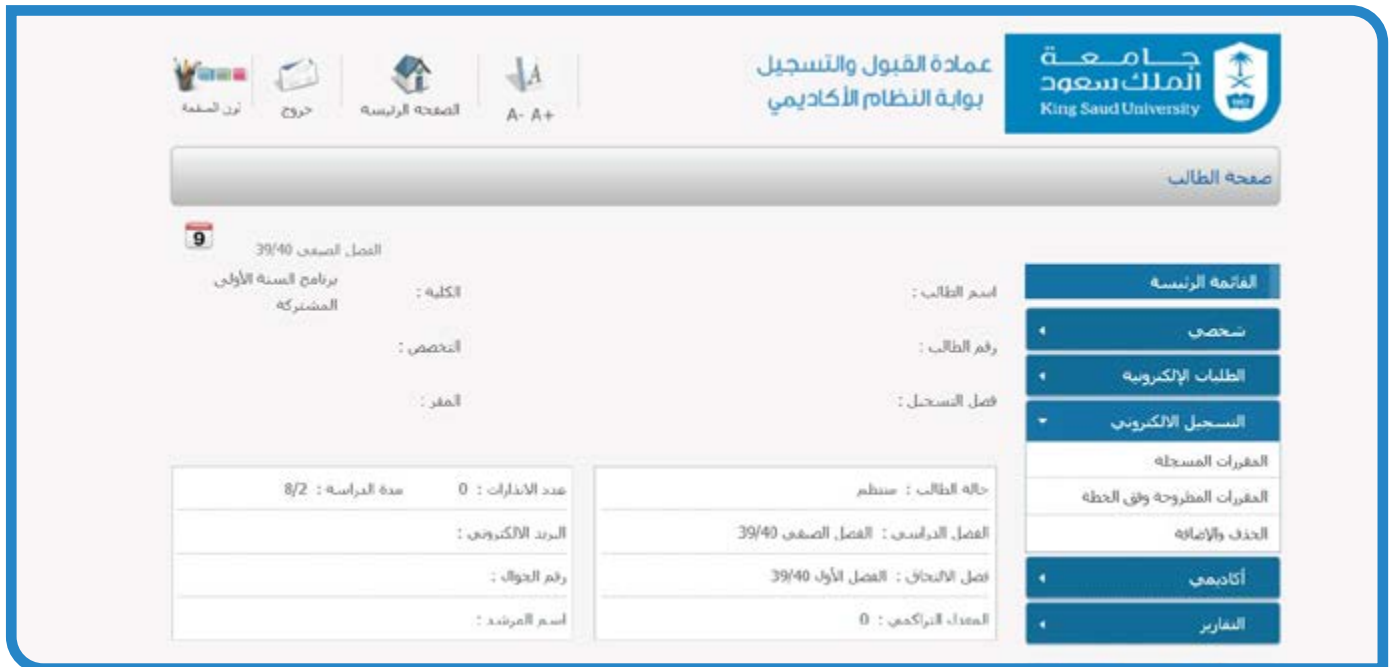 جامعة
الملك سعود
King Saud University
1957
عمادة القبول والتسجيل
بوابة النظام الأكاديمي
A- A+
الصفحة الرئيسية
خروج
لون الصفحة
صفحة الطالب
9
الفصل الصيفي 39/40
القائمة الرئيسية
شخصي
الطلبات الإلكترونية
التسجيل الالكتروني
المقررات المسجلة
المقررات المطروحة وفق الخطة
الحذف والإضافة
أكاديمي
التقارير
اسم الطالب :
الكلية : برنامج السنة الأولى
المشتركة
رقم الطالب :
التخصص :
فصل التسجيل :
المقر :
حالة الطالب : منتظم
الفصل الدراسي : الفصل الصيفي 39/40
فصل الالتحاق : الفصل الأول 39/40
المعدل التراكمي : 0
عدد الانذارات : 0 مدة الدراسة : 8/2
البريد الالكتروني :
رقم الجوال :
اسم المرشد :